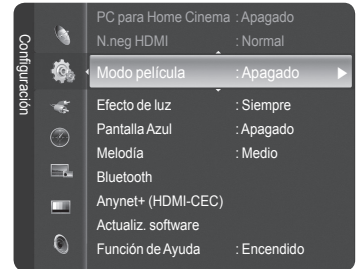 Configuración
PC para Home Cinema : Apagado
N.neg HDMI : Normal
Modo película : Apagado
Efecto de luz : Siempre
Pantalla Azul : Apagado
Melodía : Medio
Bluetooth
Anynet+ (HDMI-CEC)
Actualiz. software
Función de Ayuda : Encendido